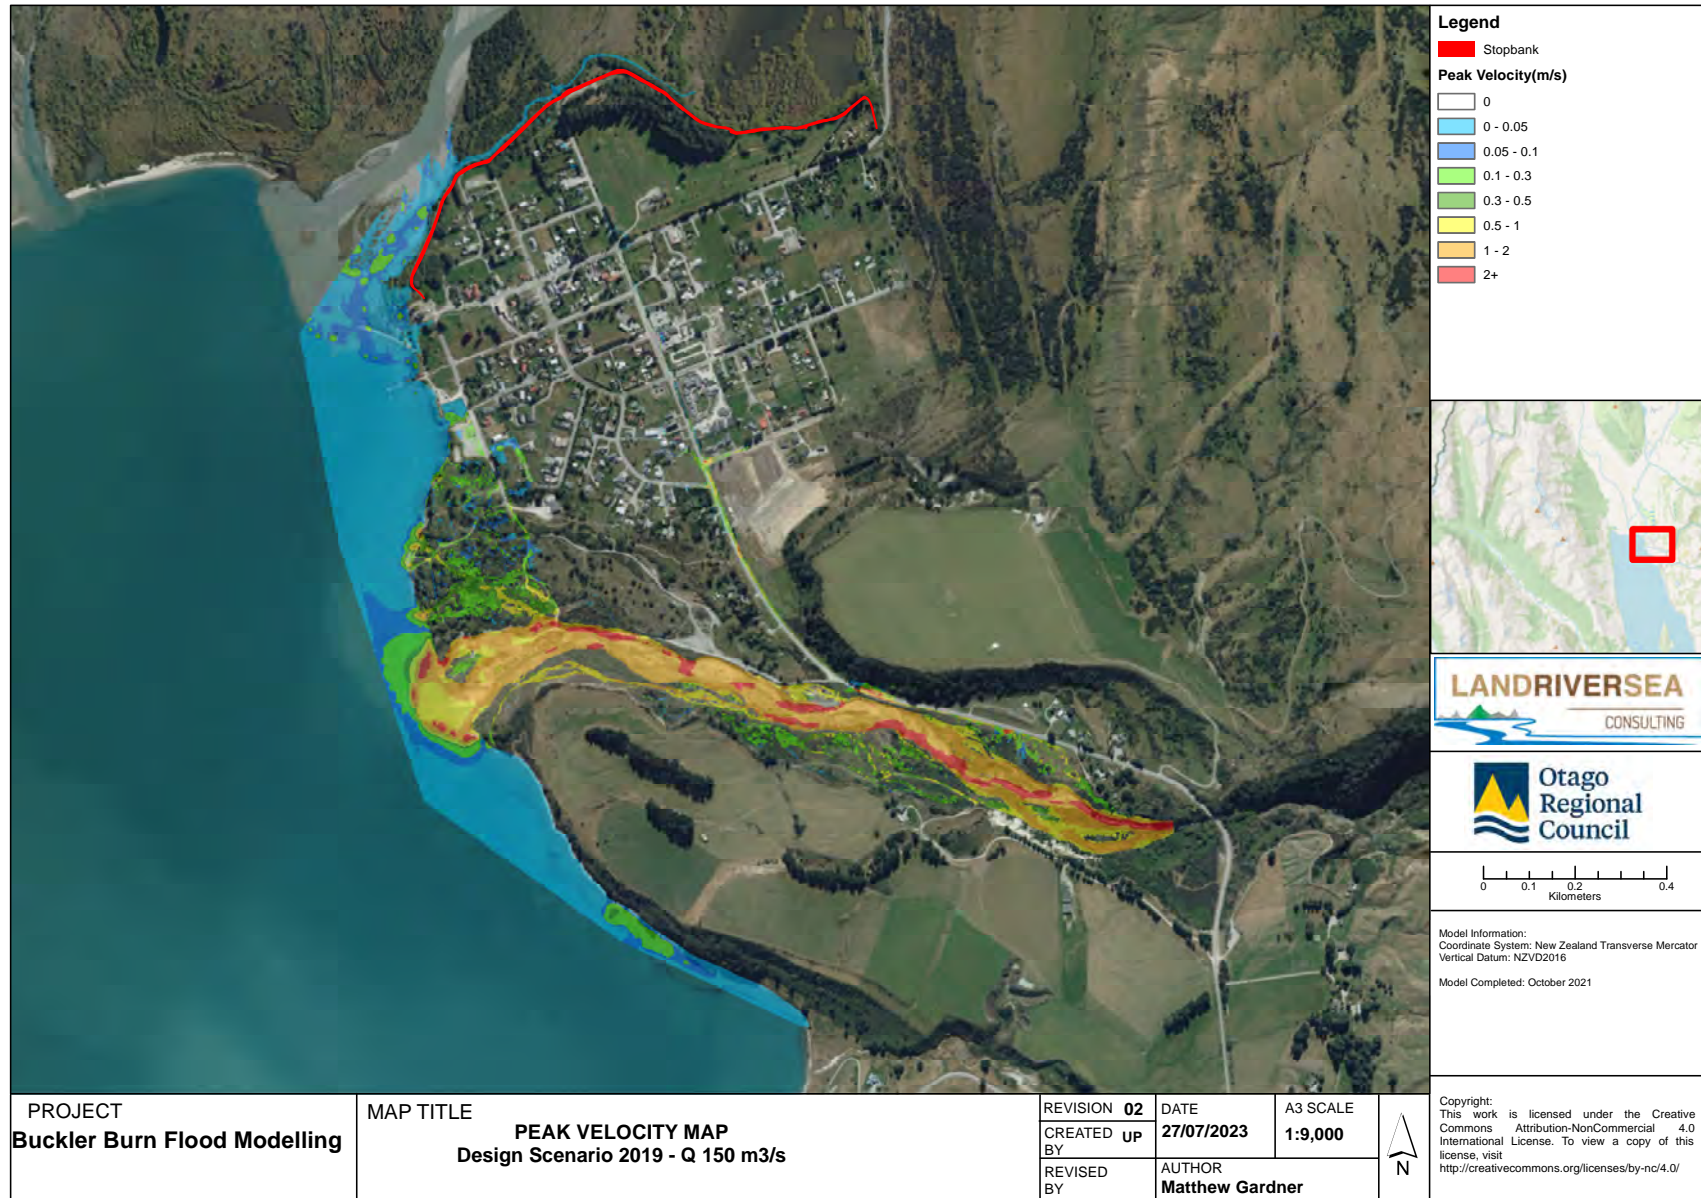 Legend
Stopbank
Peak Velocity(m/s)
0
0 - 0.05
0.05 - 0.1
0.1 - 0.3
0.3 - 0.5
0.5 - 1
1 - 2
2+
LANDRIVERSEA
CONSULTING
Otago
Regional
Council
0 0.1 0.2 0.4
Kilometers
Model Information:
Coordinate System: New Zealand Transverse Mercator
Vertical Datum: NZVD2016
Model Completed: October 2021
Copyright:
This work is licensed under the Creative
Commons Attribution-NonCommercial 4.0
International License. To view a copy of this
license, visit
http://creativecommons.org/licenses/by-nc/4.0/
PROJECT
Buckler Burn Flood Modelling
MAP TITLE
PEAK VELOCITY MAP
Design Scenario 2019 - Q 150 m3/s
REVISION 02
CREATED BY UP
REVISED BY
DATE
27/07/2023
A3 SCALE
1:9,000
AUTHOR
Matthew Gardner
N